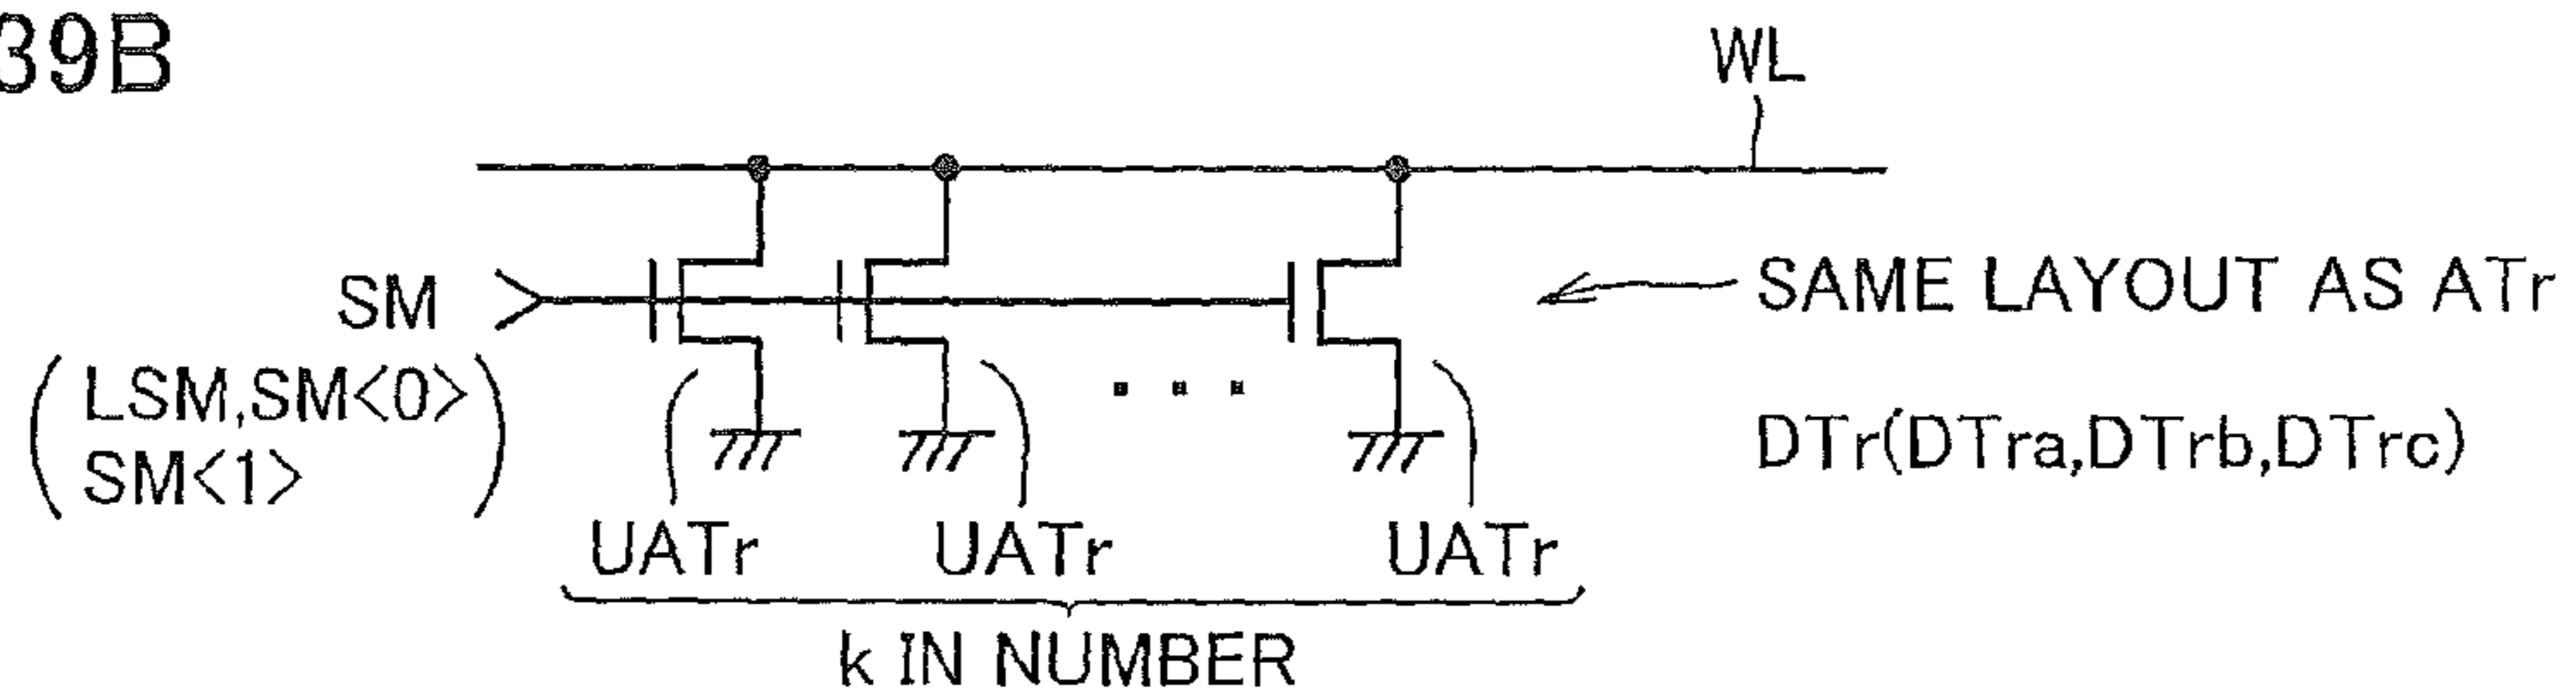 39B
WL
SM
(LSM,SM<0>
SM<1>)
SAME LAYOUT AS ATr
DTr(DTra,DTrb,DTrc)
UATr UATr UATr
k IN NUMBER